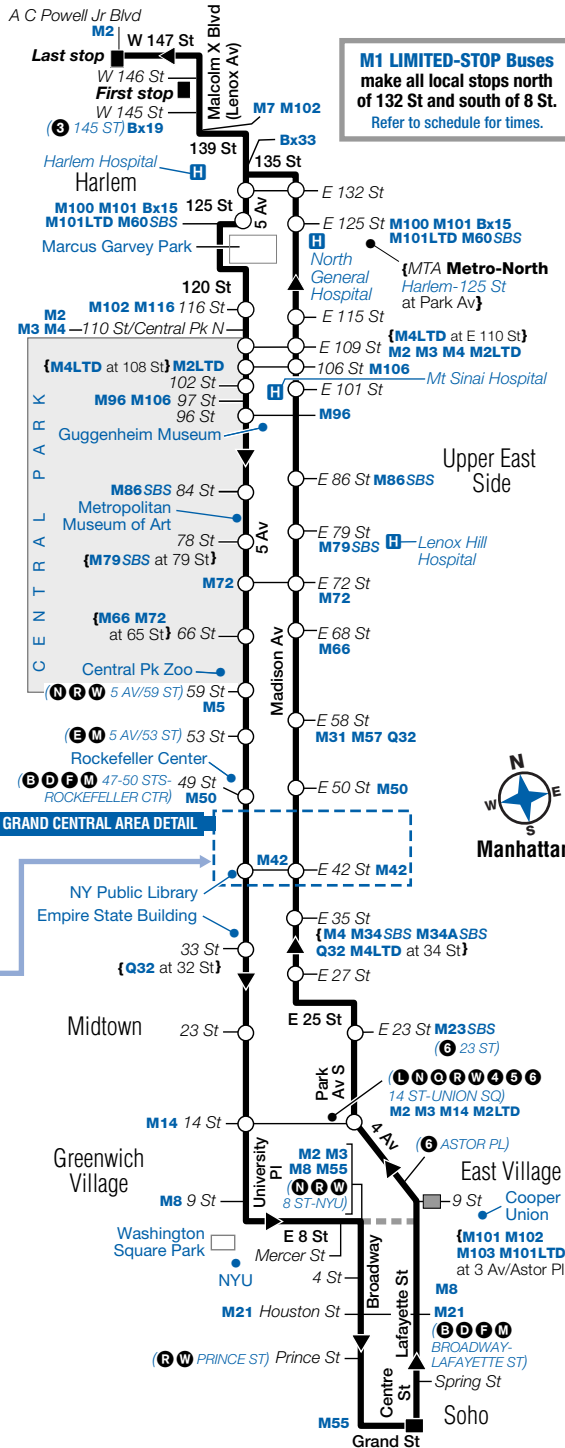 A C Powell Jr Blvd
M2
Last stop
W 147 St
W 146 St
First stop
W 145 St
(3 145 ST) Bx19
Malcolm X Blvd
(Lenox Av)
M1 LIMITED-STOP Buses
make all local stops north
of 132 St and south of 8 St.
Refer to schedule for times.
M7 M102
139 St
Bx33
135 St
Harlem Hospital
H
Harlem
E 132 St
M100 M101 Bx15
M101LTD M60SBS
125 St
5 Av
E 125 St M100 M101 Bx15
M101LTD M60SBS
Marcus Garvey Park
H
North
General
Hospital
{MTA Metro-North
Harlem-125 St
at Park Av}
120 St
M102 M116 116 St
E 115 St
M2
M3 M4
110 St/Central Pk N
{M4LTD at E 110 St}
E 109 St
M2 M3 M4 M2LTD
{M4LTD at 108 St} M2LTD
106 St M106
102 St
H
Mt Sinai Hospital
M96 M106 97 St
E 101 St
96 St
M96
CENTRAL PARK
Guggenheim Museum
Upper East
Side
M86SBS 84 St
E 86 St M86SBS
Metropolitan
Museum of Art
5 Av
78 St
E 79 St
M79SBS
H
Lenox Hill
Hospital
{M79SBS at 79 St}
M72
E 72 St
M72
{M66 M72
at 65 St} 66 St
E 68 St
M66
Madison Av
Central Pk Zoo
(N R W 5 AV/59 ST) 59 St
M5
E 58 St
M31 M57 Q32
(E M 5 AV/53 ST) 53 St
Rockefeller Center
(B D F M 47-50 STS-
ROCKEFELLER CTR)
49 St
M50
E 50 St M50
N
W
E
S
Manhattan
GRAND CENTRAL AREA DETAIL
M42
E 42 St M42
NY Public Library
Empire State Building
E 35 St
{M4 M34SBS M34ASBS
Q32 M4LTD at 34 St}
33 St
{Q32 at 32 St}
E 27 St
E 25 St
Midtown
23 St
E 23 St M23SBS
(6 23 ST)
Park
Av S
(L N Q R W 4 5 6
14 ST-UNION SQ)
M2 M3 M14 M2LTD
M14 14 St
4 Av
(6 ASTOR PL)
Greenwich
Village
University
Pl
M2 M3
M8 M55
(N R W
8 ST-NYU)
East Village
M8 9 St
9 St
Cooper
Union
E 8 St
Washington
Square Park
Mercer St
{M101 M102
M103 M101LTD
at 3 Av/Astor Pl
NYU
4 St
Broadway
Lafayette St
M8
M21 Houston St
M21
(B D F M
BROADWAY-
LAFAYETTE ST)
(R W PRINCE ST) Prince St
Centre
St
Spring St
M55
Soho
Grand St